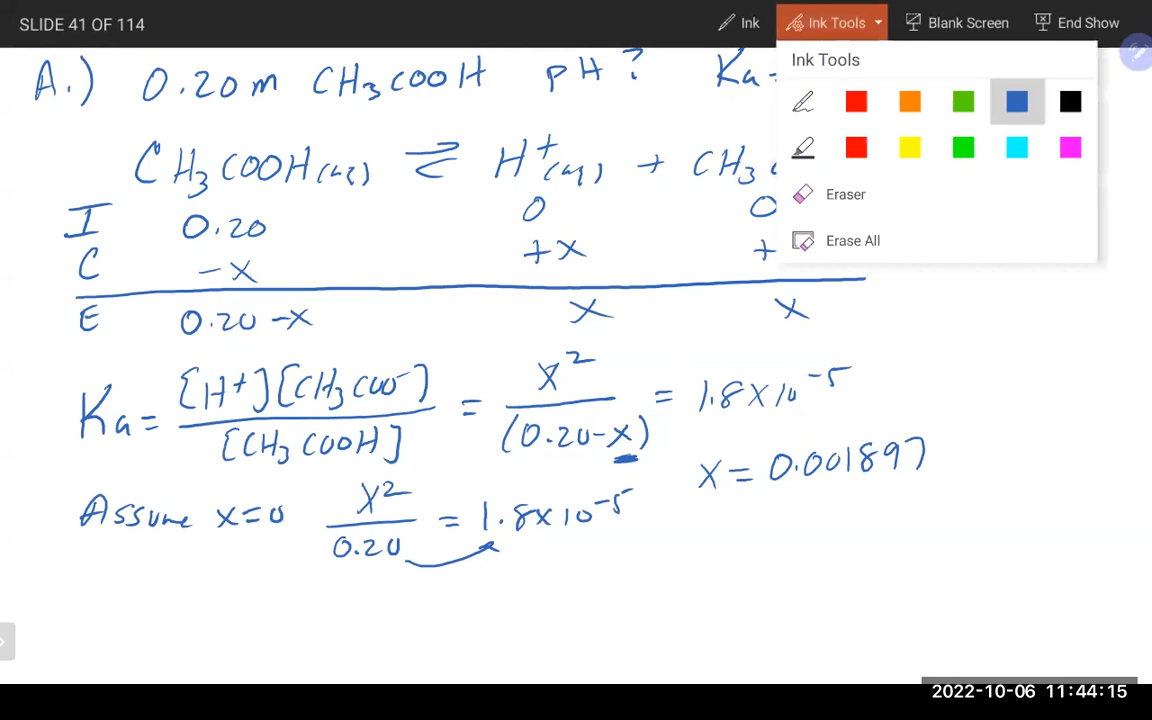 SLIDE 41 OF 114 Ink Ink Tools Blank Screen End Show
Ink Tools
Eraser
Erase All
A.) 0.20m CH3COOH pH? Ka=
CH3COOH(aq) ⇌ H+(aq) + CH3
I 0.20 0 0
C -x +x +
E 0.20-x x x
Ka = [H+][CH3COO-] / [CH3COOH] = x² / (0.20-x) = 1.8x10-5
x = 0.001897
Assume x=0 x² / 0.20 = 1.8x10-5
2022-10-06 11:44:15